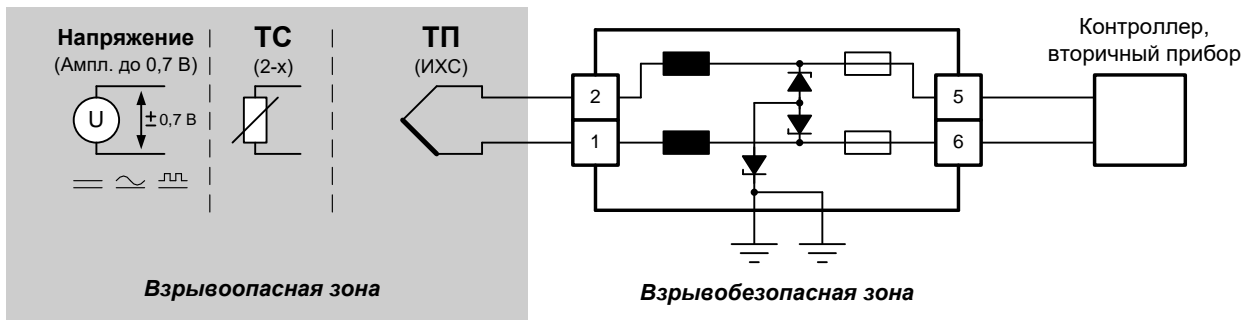 Напряжение
(Ампл. до 0,7 В)
U
± 0,7 В
ТС
(2-х)
ТП
(ИХС)
2
1
5
6
Контроллер,
вторичный прибор
Взрывоопасная зона
Взрывобезопасная зона